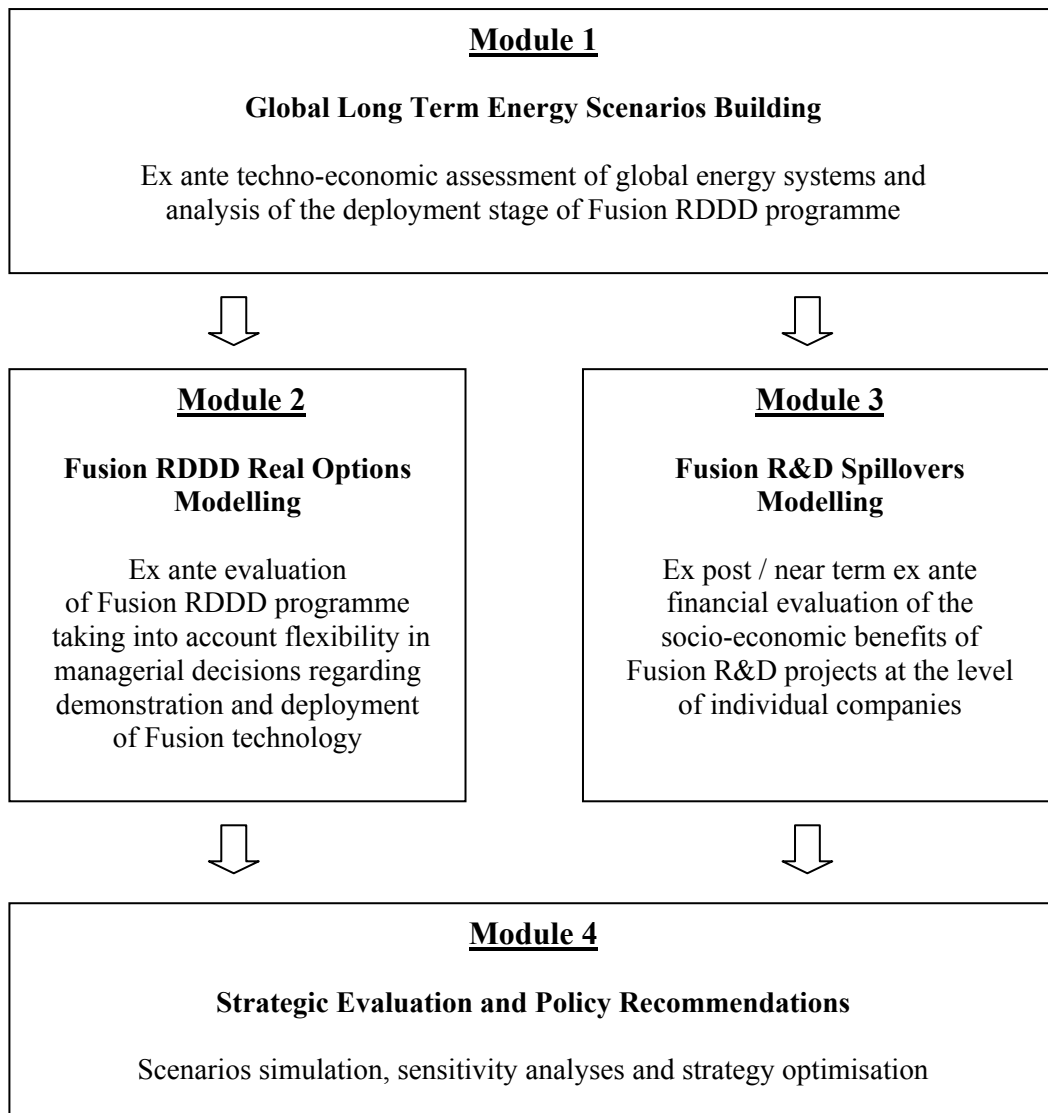 Module 1
Global Long Term Energy Scenarios Building
Ex ante techno-economic assessment of global energy systems and
analysis of the deployment stage of Fusion RDDD programme
Module 2
Fusion RDDD Real Options
Modelling
Ex ante evaluation
of Fusion RDDD programme
taking into account flexibility in
managerial decisions regarding
demonstration and deployment
of Fusion technology
Module 3
Fusion R&D Spillovers
Modelling
Ex post / near term ex ante
financial evaluation of the
socio-economic benefits of
Fusion R&D projects at the level
of individual companies
Module 4
Strategic Evaluation and Policy Recommendations
Scenarios simulation, sensitivity analyses and strategy optimisation